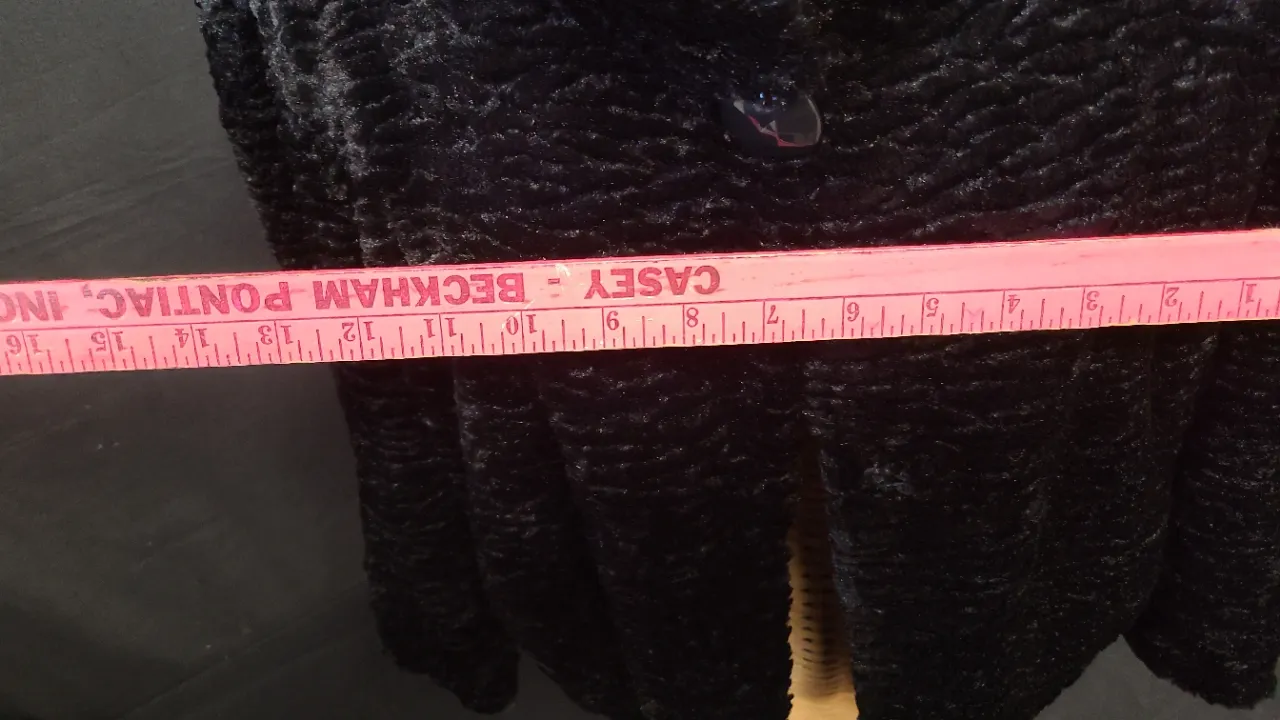 CASEY - BECKHAM PONTIAC, INC
1 2 3 4 5 6 7 8 9 10 11 12 13 14 15 16